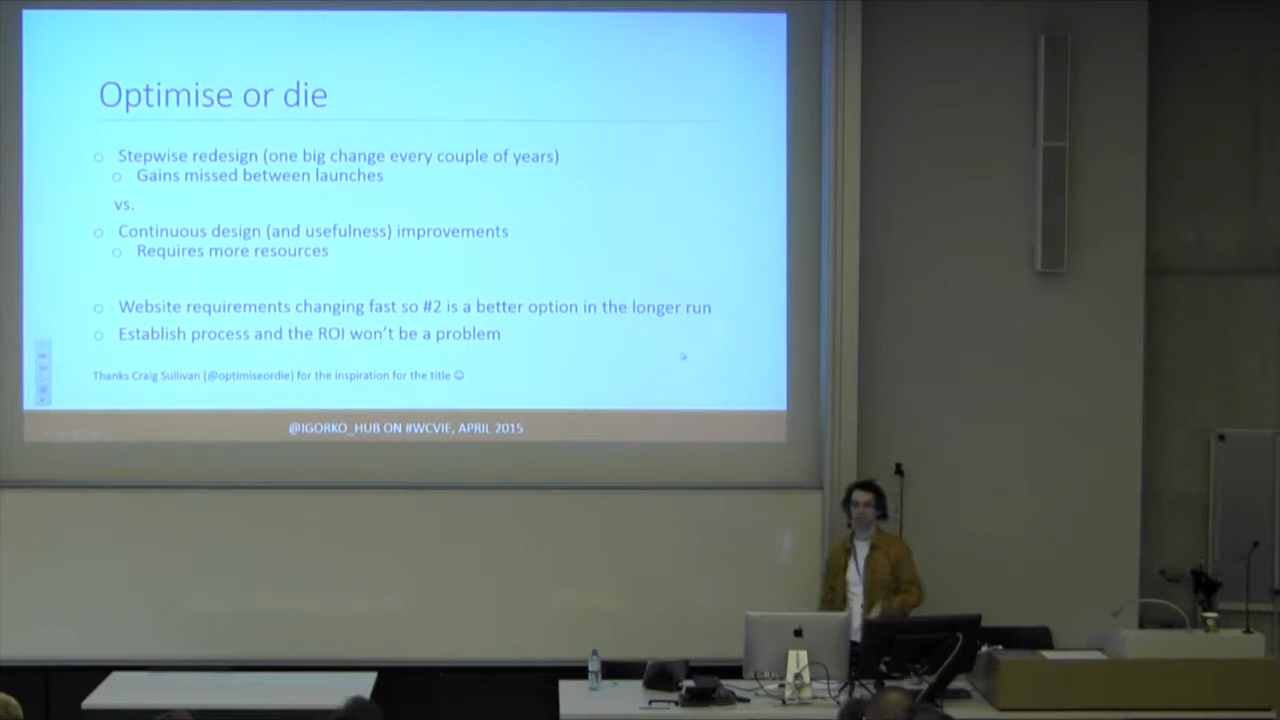 Optimise or die
Stepwise redesign (one big change every couple of years)
Gains missed between launches
vs.
Continuous design (and usefulness) improvements
Requires more resources
Website requirements changing fast so #2 is a better option in the longer run
Establish process and the ROI won't be a problem
Thanks Craig Sullivan (@optimiseordie) for the inspiration for the title ☺
@IGORKO_HUB ON #WCVIE, APRIL 2015